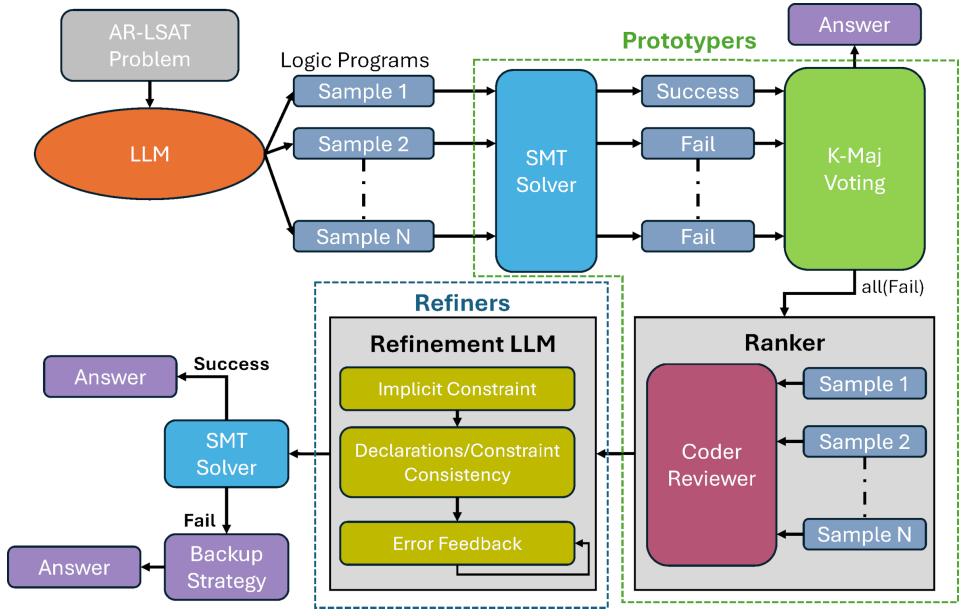 AR-LSAT
Problem
LLM
Logic Programs
Sample 1
Sample 2
Sample N
Prototypers
SMT
Solver
Success
Fail
Fail
K-Maj
Voting
Answer
all(Fail)
Ranker
Coder
Reviewer
Sample 1
Sample 2
Sample N
Refiners
Refinement LLM
Implicit Constraint
Declarations/Constraint
Consistency
Error Feedback
SMT
Solver
Success
Answer
Fail
Backup
Strategy
Answer